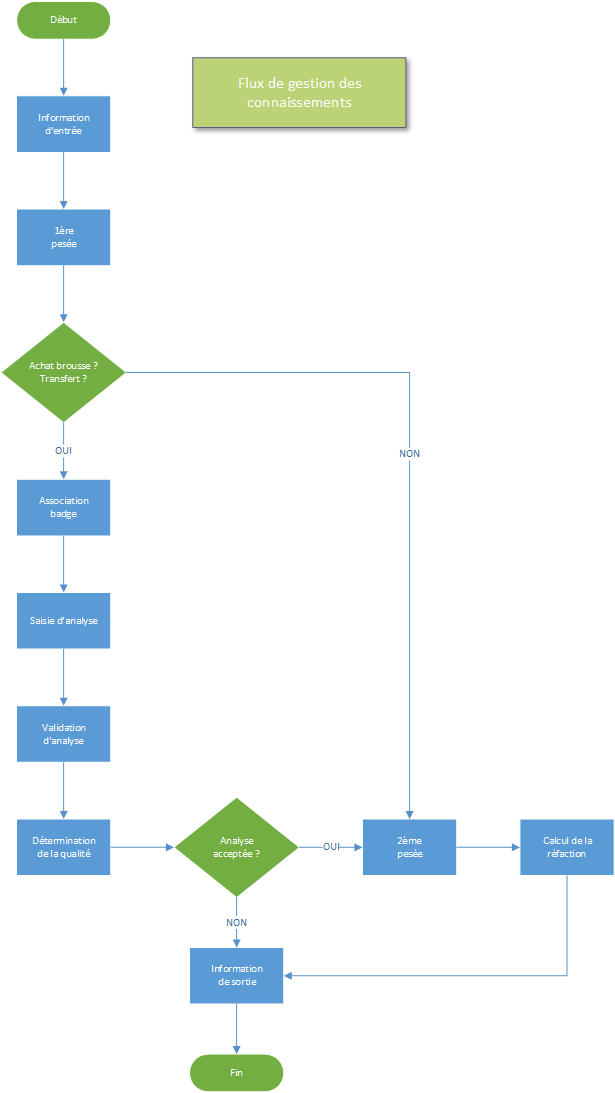 Début
Flux de gestion des
connaissements
Information
d'entrée
1ère
pesée
Achat brousse ?
Transfert ?
OUI
NON
Association
badge
Saisie d'analyse
Validation
d'analyse
Détermination
de la qualité
Analyse
acceptée ?
OUI
2ème
pesée
Calcul de la
réfaction
NON
Information
de sortie
Fin